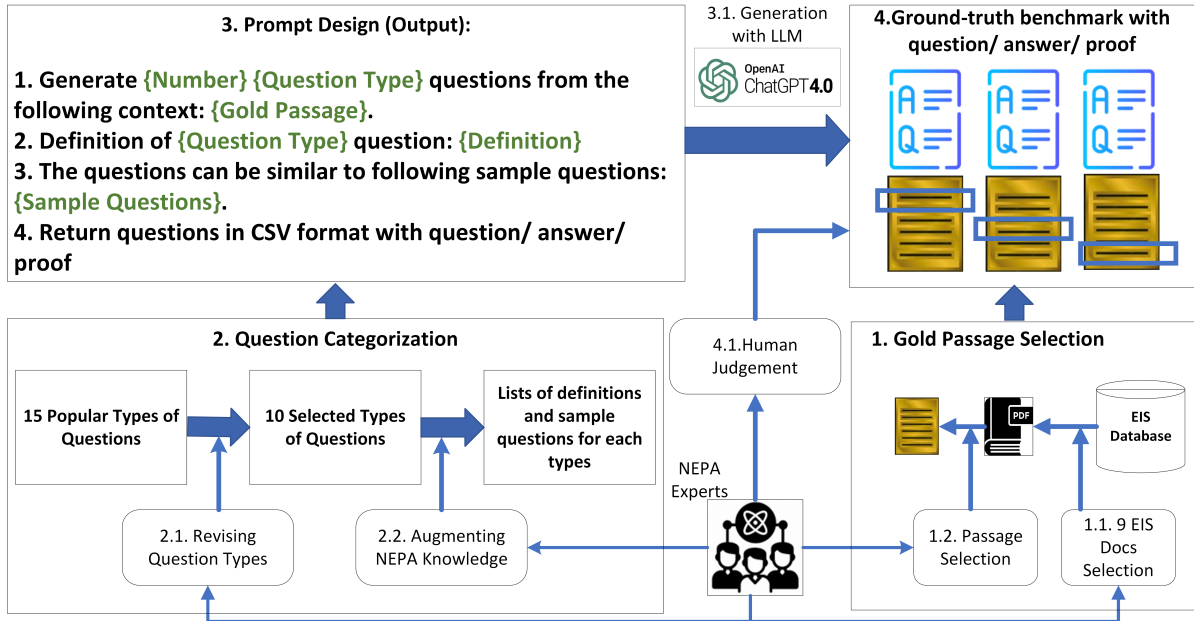 3. Prompt Design (Output):
1. Generate {Number} {Question Type} questions from the
following context: {Gold Passage}.
2. Definition of {Question Type} question: {Definition}
3. The questions can be similar to following sample questions:
{Sample Questions}.
4. Return questions in CSV format with question/ answer/
proof
3.1. Generation
with LLM
OpenAI
ChatGPT 4.0
4.Ground-truth benchmark with
question/ answer/ proof
A
Q
A
Q
A
Q
2. Question Categorization
15 Popular Types of
Questions
10 Selected Types
of Questions
Lists of definitions
and sample
questions for each
types
2.1. Revising
Question Types
2.2. Augmenting
NEPA Knowledge
4.1.Human
Judgement
NEPA
Experts
1. Gold Passage Selection
PDF
EIS
Database
1.2. Passage
Selection
1.1. 9 EIS
Docs
Selection